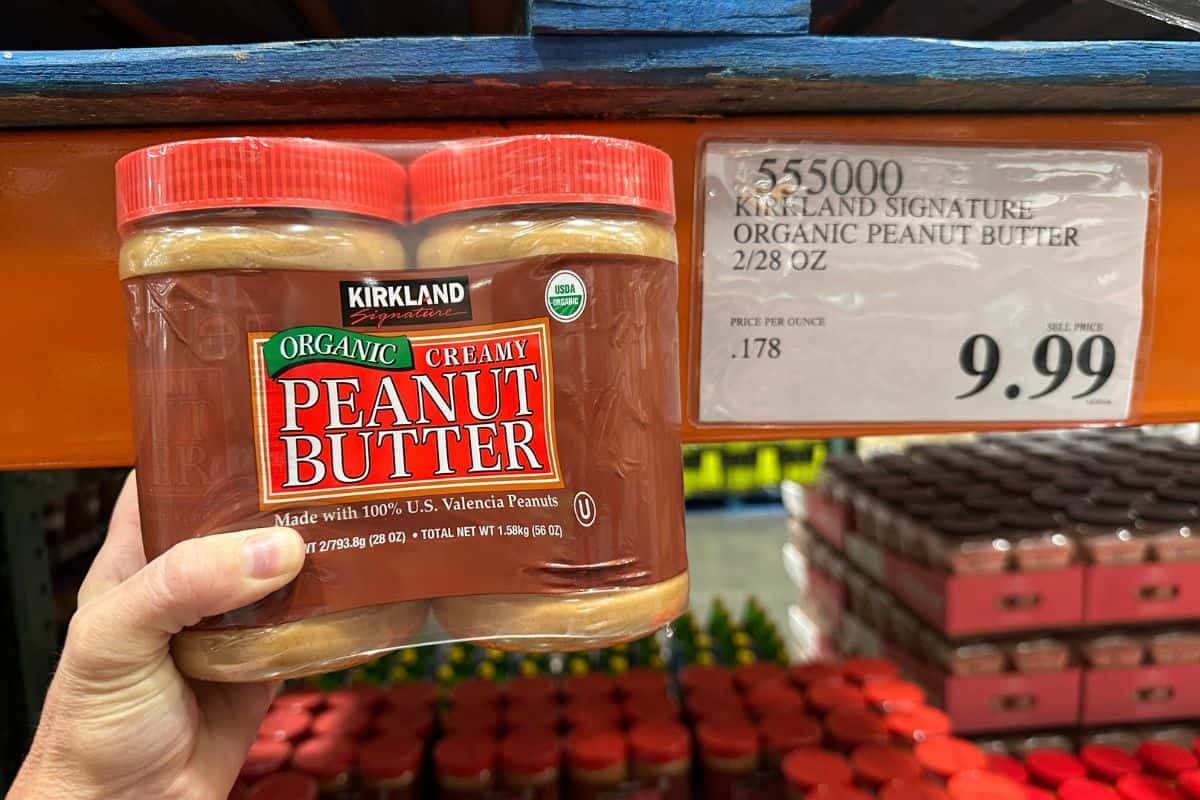 KIRKLAND
Signature
USDA
ORGANIC
ORGANIC CREAMY
PEANUT
BUTTER
Made with 100% U.S. Valencia Peanuts
U
2/793.8g (28 OZ) • TOTAL NET WT 1.58kg (56 OZ)
555000
KIRKLAND SIGNATURE
ORGANIC PEANUT BUTTER
2/28 OZ
PRICE PER OUNCE
.178
SELL PRICE
9.99